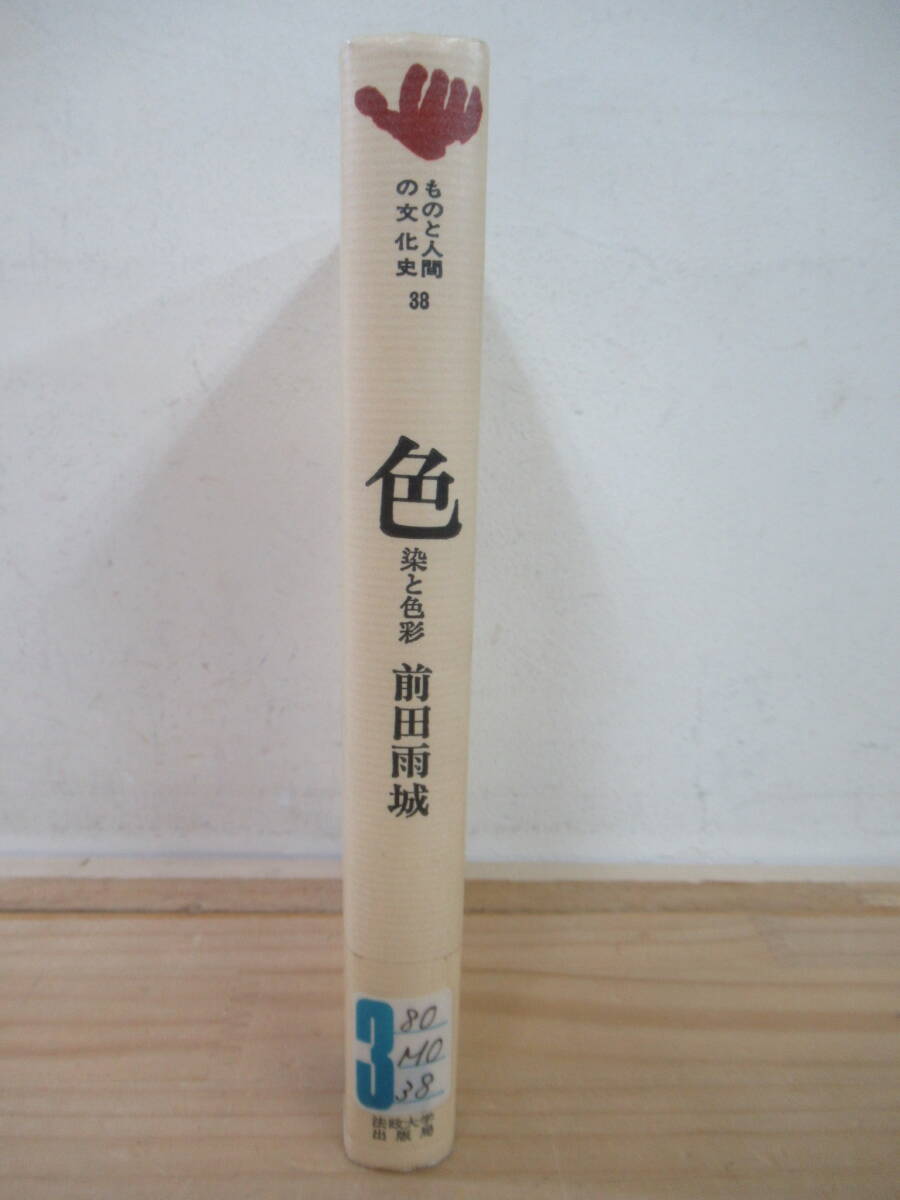 ものと人間
の文化史
38
色
染と色彩
前田雨城
3
80
MO
38
法政大学
出版局